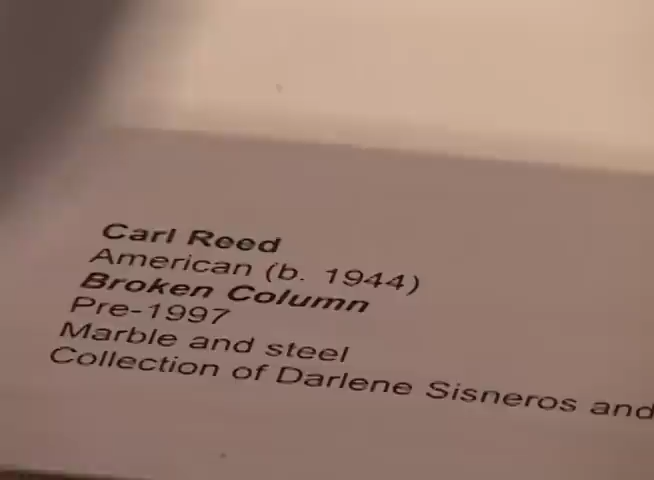 Carl Reed
American (b. 1944)
Broken Column
Pre-1997
Marble and steel
Collection of Darlene Sisneros and